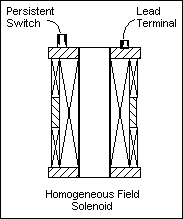 Persistent
Switch
Lead
Terminal
Homogeneous Field
Solenoid